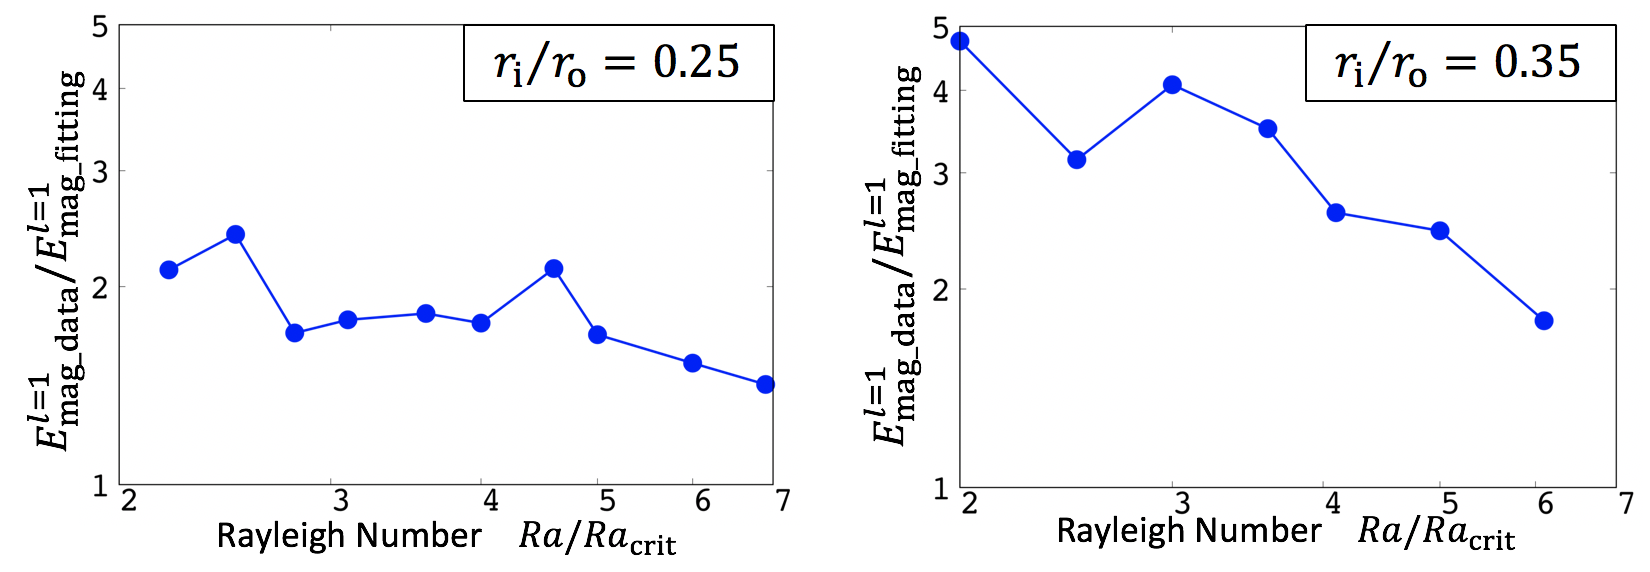 r_i/r_o = 0.25
E^{l=1}_{mag_data}/E^{l=1}_{mag_fitting}
5
4
3
2
1
2 3 4 5 6 7
Rayleigh Number Ra/Ra_crit
r_i/r_o = 0.35
E^{l=1}_{mag_data}/E^{l=1}_{mag_fitting}
5
4
3
2
1
2 3 4 5 6 7
Rayleigh Number Ra/Ra_crit